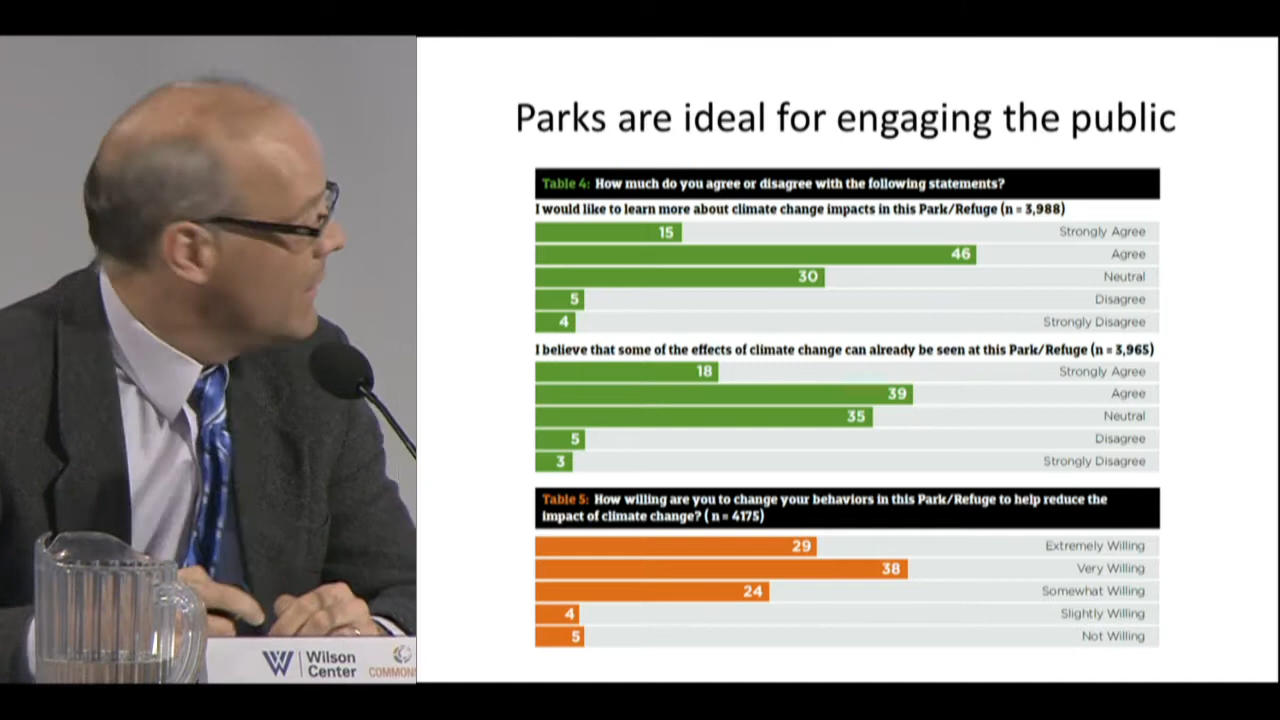 Parks are ideal for engaging the public
Table 4: How much do you agree or disagree with the following statements?
I would like to learn more about climate change impacts in this Park/Refuge (n = 3,988)
15 Strongly Agree
46 Agree
30 Neutral
5 Disagree
4 Strongly Disagree
I believe that some of the effects of climate change can already be seen at this Park/Refuge (n = 3,965)
18 Strongly Agree
39 Agree
35 Neutral
5 Disagree
3 Strongly Disagree
Table 5: How willing are you to change your behaviors in this Park/Refuge to help reduce the
impact of climate change? ( n = 4175)
29 Extremely Willing
38 Very Willing
24 Somewhat Willing
4 Slightly Willing
5 Not Willing
W Wilson
Center
COMMONS